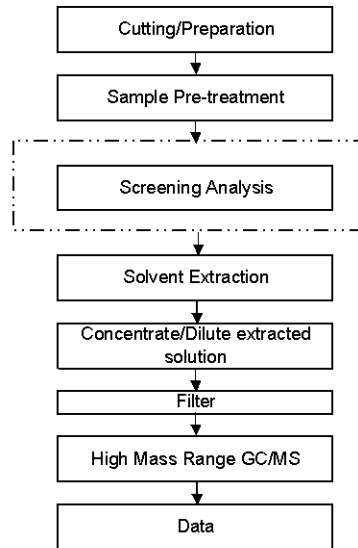 Cutting/Preparation
Sample Pre-treatment
Screening Analysis
Solvent Extraction
Concentrate/Dilute extracted
solution
Filter
High Mass Range GC/MS
Data